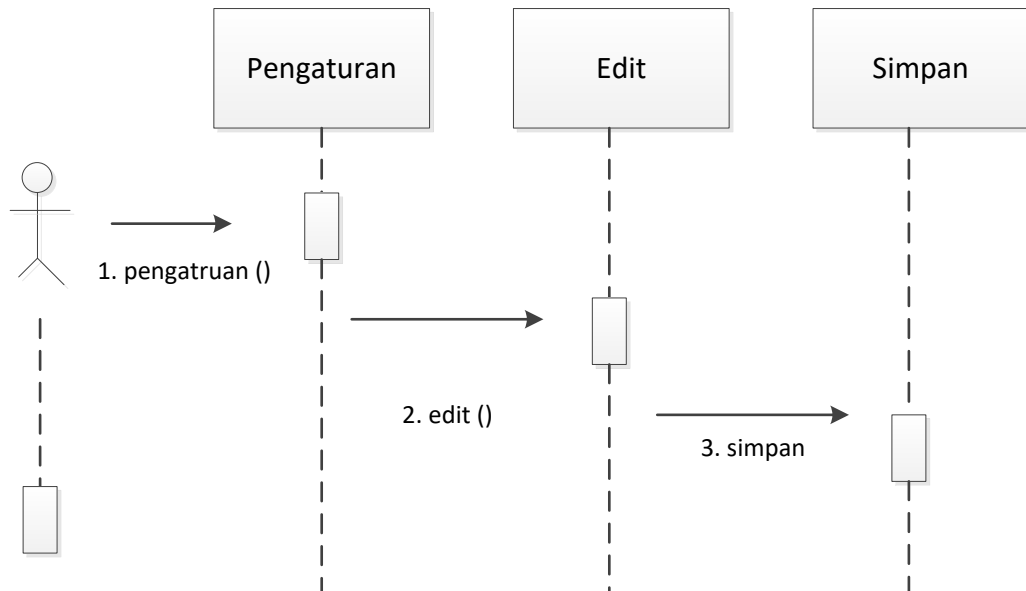 Pengaturan
Edit
Simpan
1. pengatruan ()
2. edit ()
3. simpan